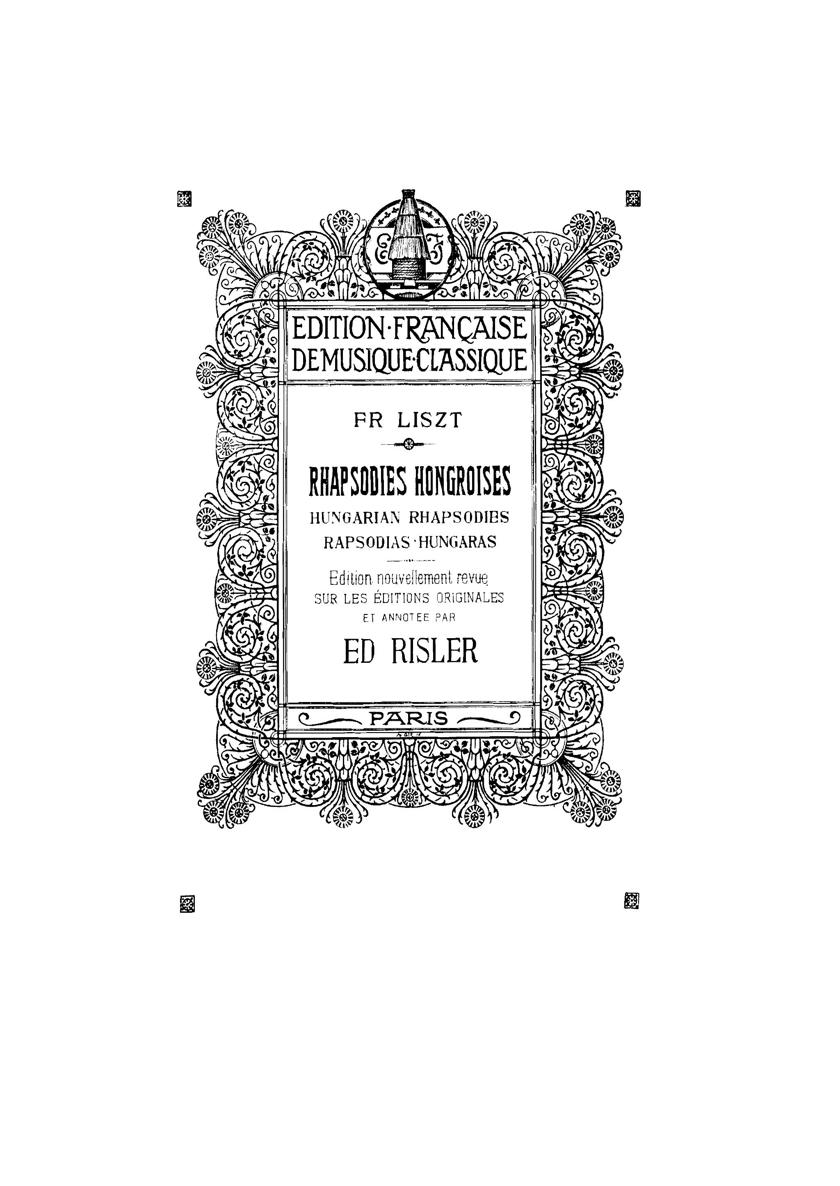 EDITION·FRANÇAISE
DE MUSIQUE·CLASSIQUE
FR LISZT
RHAPSODIES HONGROISES
HUNGARIAN RHAPSODIES
RAPSODIAS·HUNGARAS
Edition nouvellement revue
SUR LES ÉDITIONS ORIGINALES
ET ANNOTEE PAR
ED RISLER
PARIS